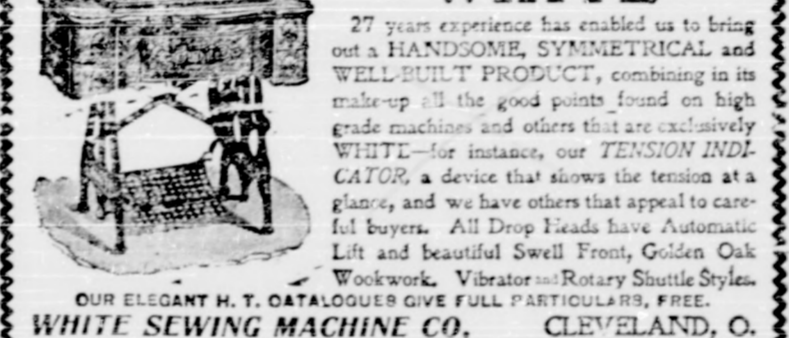 27 years experience has enabled us to bring
out a HANDSOME, SYMMETRICAL and
WELL-BUILT PRODUCT, combining in its
make-up all the good points found on high
grade machines and others that are exclusively
WHITE—for instance, our TENSION INDI-
CATOR, a device that shows the tension at a
glance, and we have others that appeal to care-
ful buyers. All Drop Heads have Automatic
Lift and beautiful Swell Front, Golden Oak
Wookwork. Vibrator and Rotary Shuttle Styles.
OUR ELEGANT H. T. CATALOGUES GIVE FULL PARTICULARS, FREE.
WHITE SEWING MACHINE CO. CLEVELAND, O.